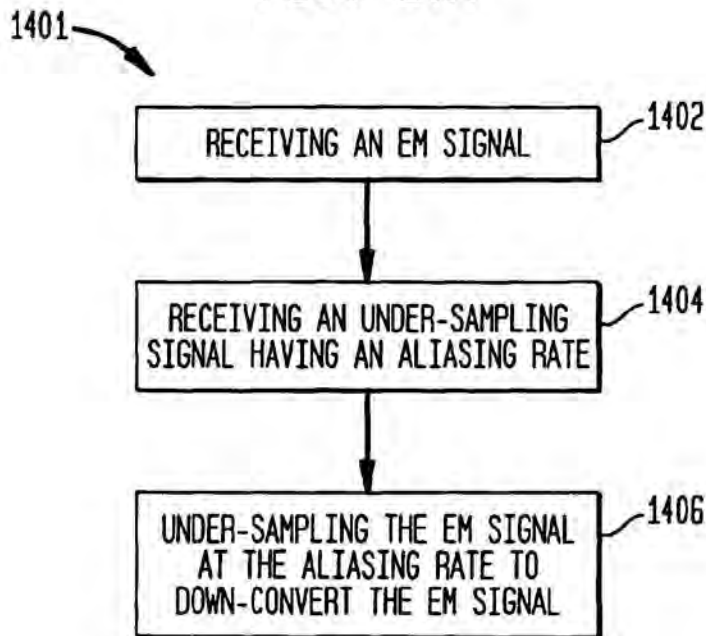 1401
RECEIVING AN EM SIGNAL
1402
RECEIVING AN UNDER-SAMPLING
SIGNAL HAVING AN ALIASING RATE
1404
UNDER-SAMPLING THE EM SIGNAL
AT THE ALIASING RATE TO
DOWN-CONVERT THE EM SIGNAL
1406